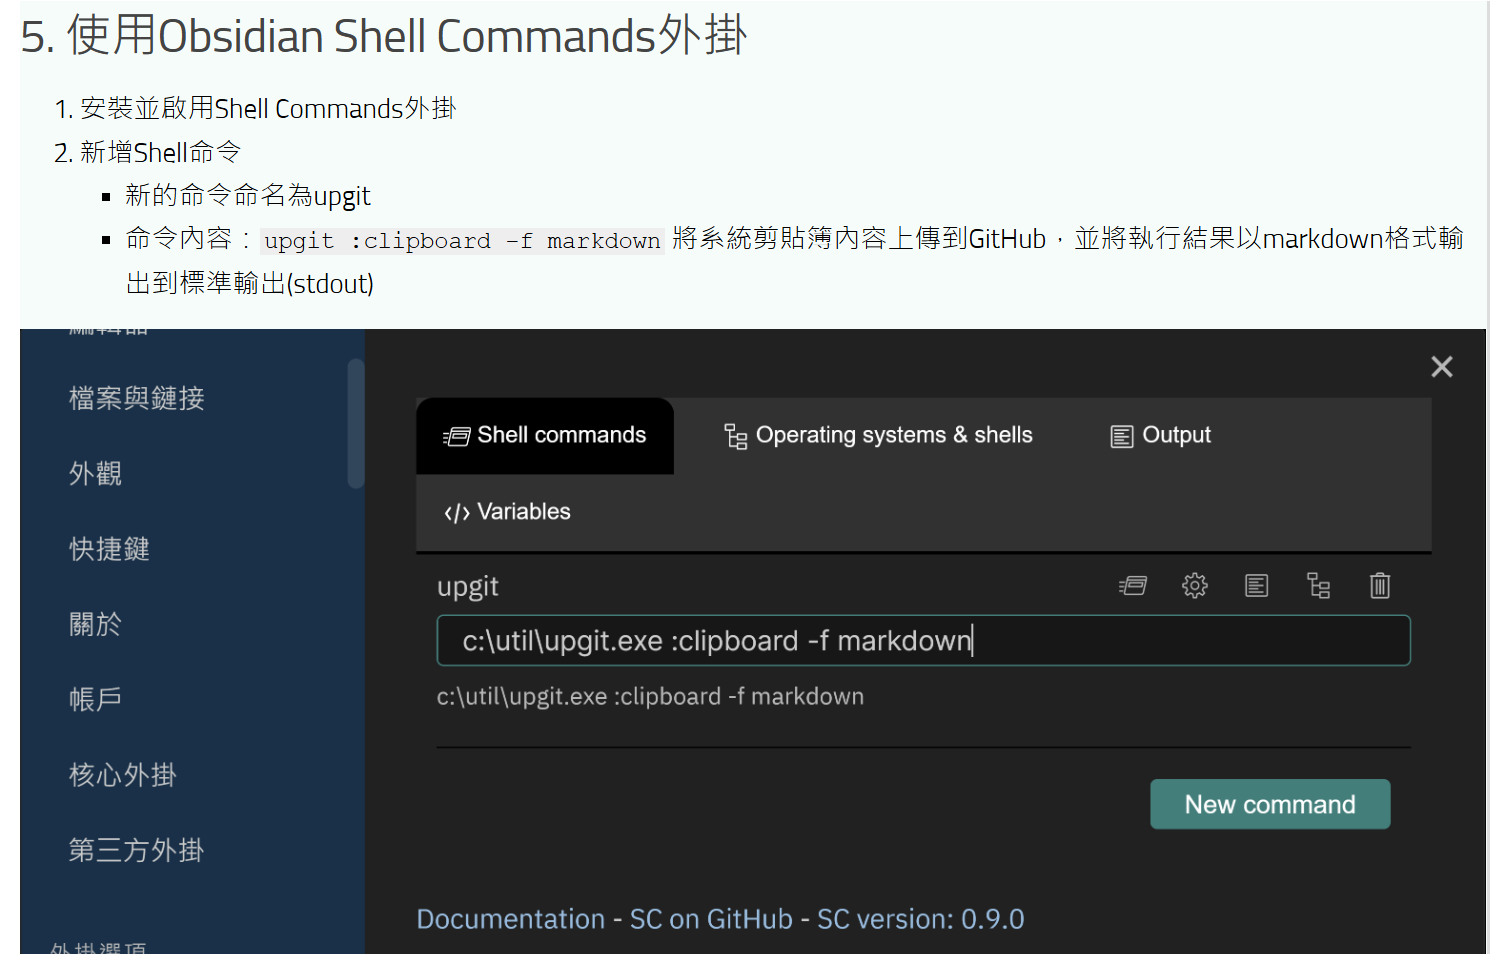 5. 使用Obsidian Shell Commands外掛
1. 安裝並啟用Shell Commands外掛
2. 新增Shell命令
▪ 新的命令命名為upgit
▪ 命令內容：upgit :clipboard -f markdown 將系統剪貼簿內容上傳到GitHub，並將執行結果以markdown格式輸
出到標準輸出(stdout)
編輯器
檔案與鏈接
外觀
快捷鍵
關於
帳戶
核心外掛
第三方外掛
外掛選項
Shell commands
Operating systems & shells
Output
Variables
upgit
c:\util\upgit.exe :clipboard -f markdown
c:\util\upgit.exe :clipboard -f markdown
New command
Documentation - SC on GitHub - SC version: 0.9.0